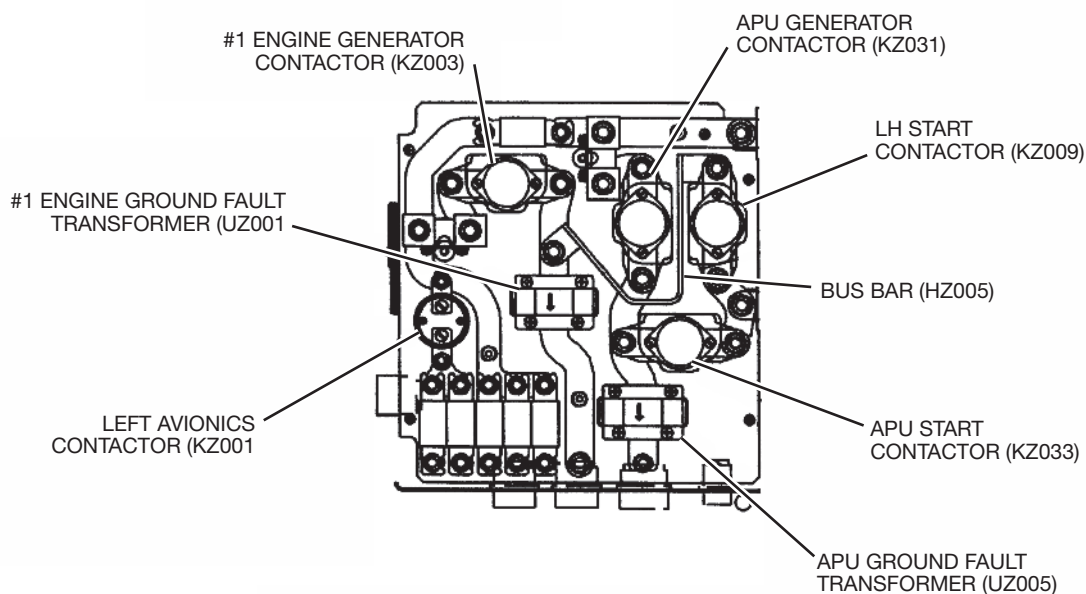 #1 ENGINE GENERATOR
CONTACTOR (KZ003)
APU GENERATOR
CONTACTOR (KZ031)
LH START
CONTACTOR (KZ009)
#1 ENGINE GROUND FAULT
TRANSFORMER (UZ001
BUS BAR (HZ005)
LEFT AVIONICS
CONTACTOR (KZ001
APU START
CONTACTOR (KZ033)
APU GROUND FAULT
TRANSFORMER (UZ005)